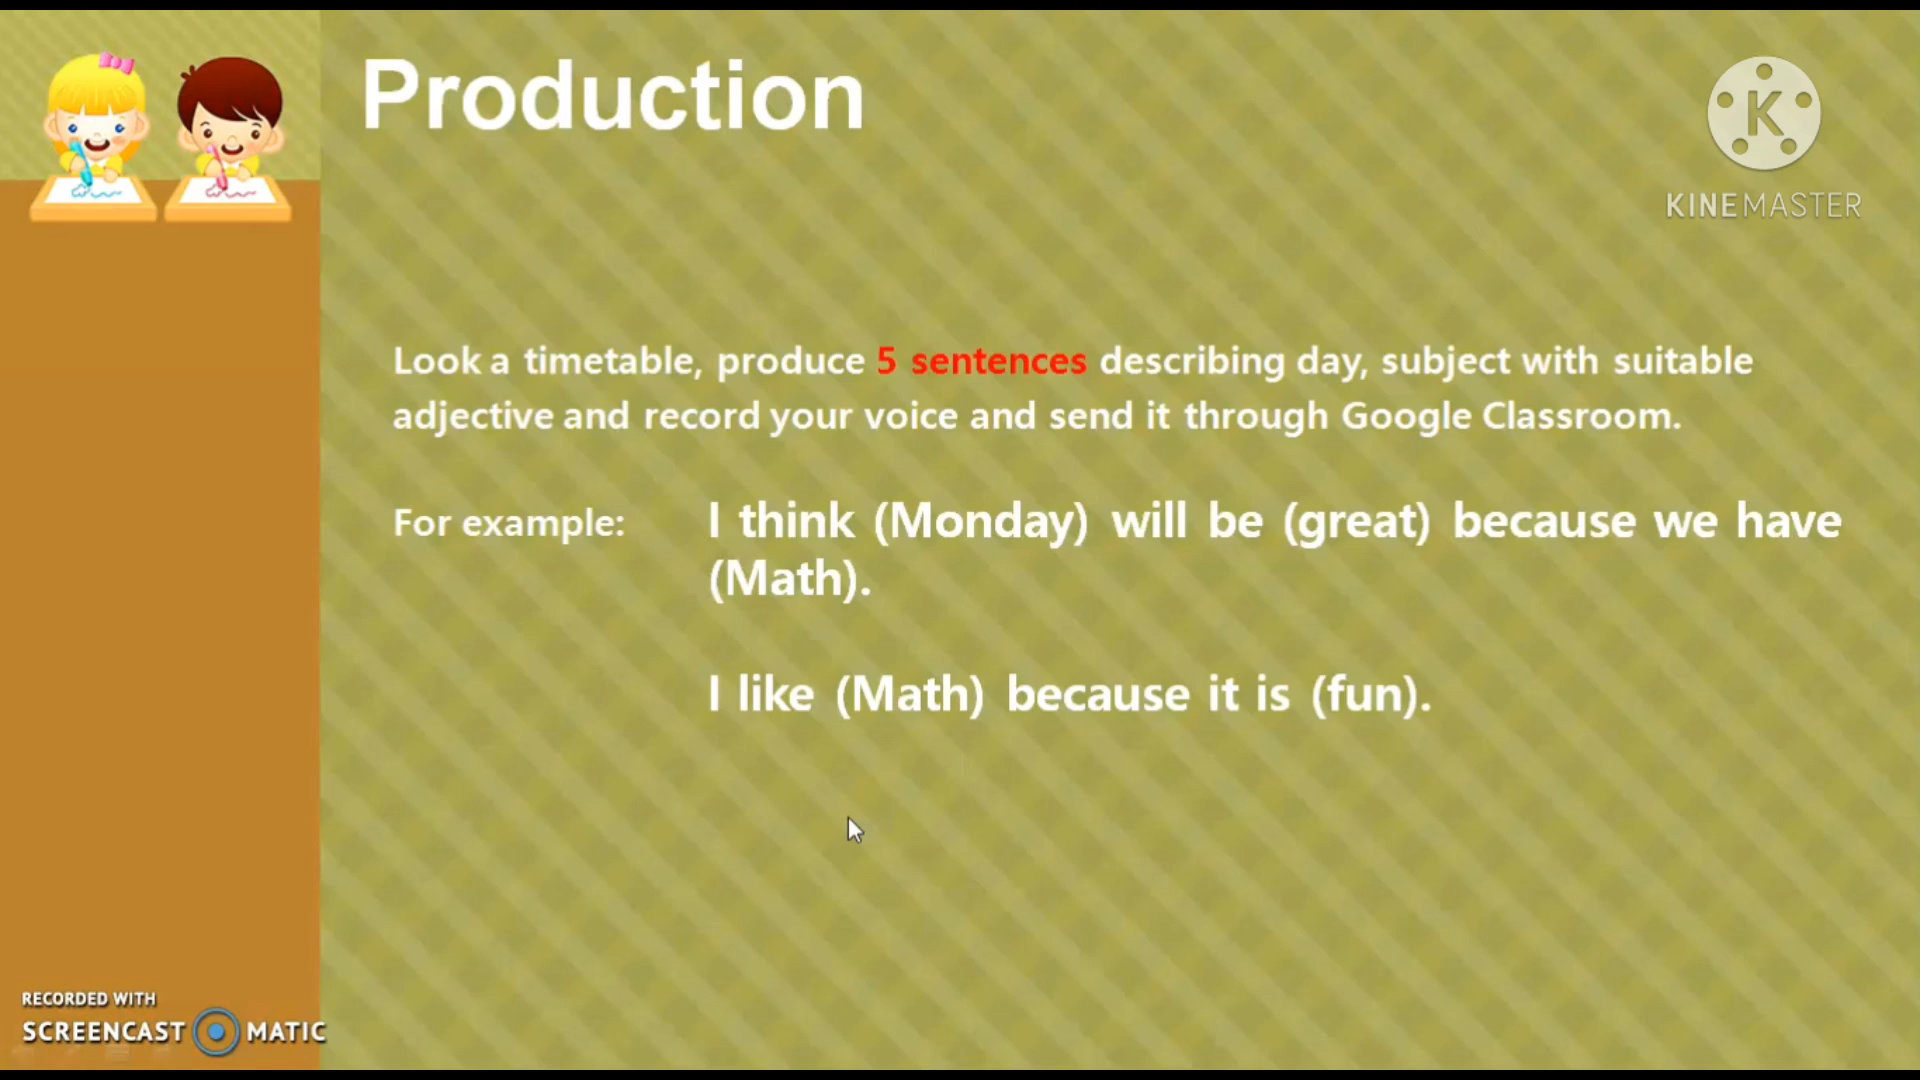 Production
K
KINEMASTER
Look a timetable, produce 5 sentences describing day, subject with suitable
adjective and record your voice and send it through Google Classroom.
For example: I think (Monday) will be (great) because we have
(Math).
I like (Math) because it is (fun).
RECORDED WITH
SCREENCAST MATIC